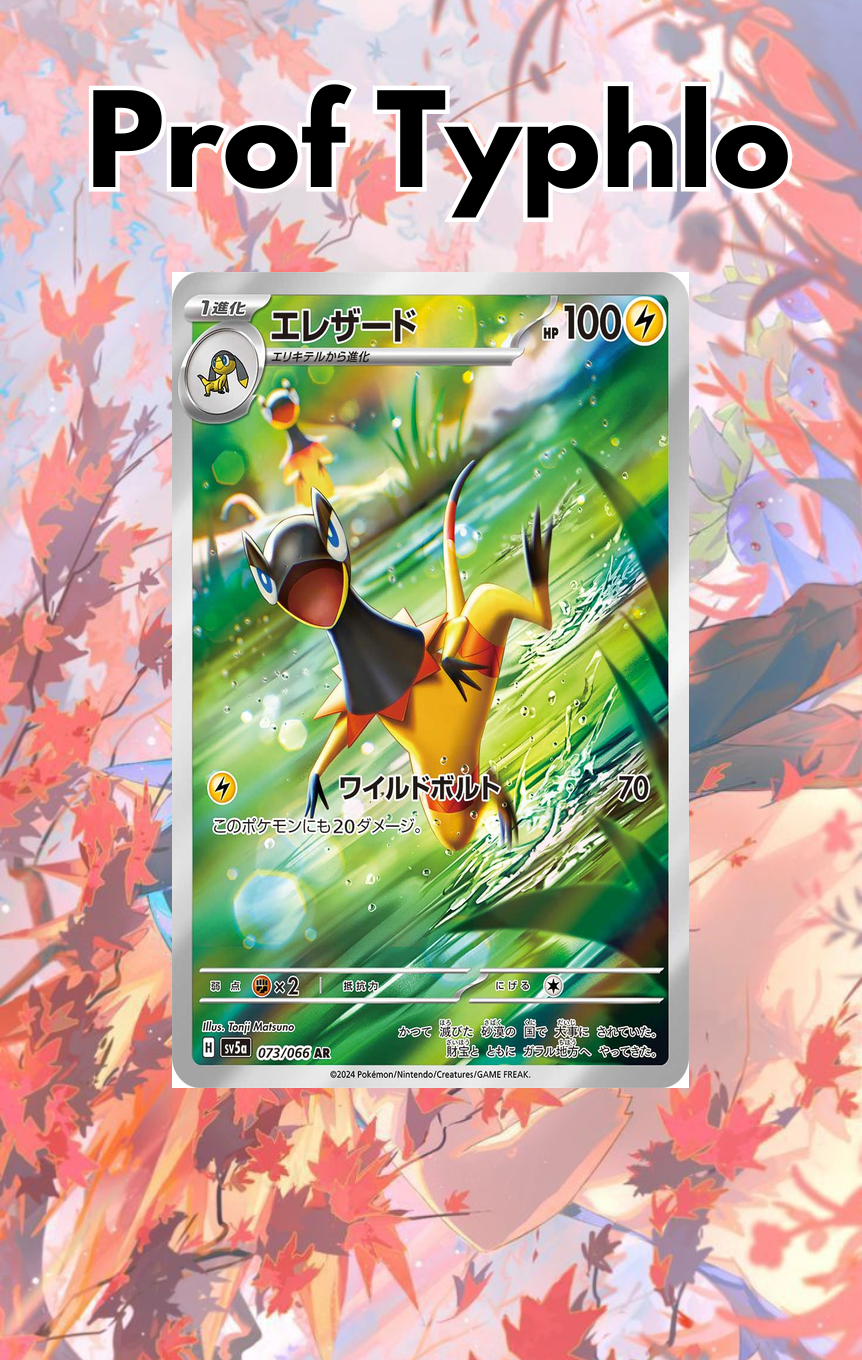 Prof Typhlo
1進化
エレザード
HP 100
エリキテルから進化
ワイルドボルト 70
このポケモンにも20ダメージ。
弱点 ×2 抵抗力 にげる
Illus. Tonji Matsuno
かつて 滅びた 砂漠の 国で 大事に されていた。
財宝と ともに ガラル地方へ やってきた。
H sv5a 073/066 AR
©2024 Pokémon/Nintendo/Creatures/GAME FREAK.